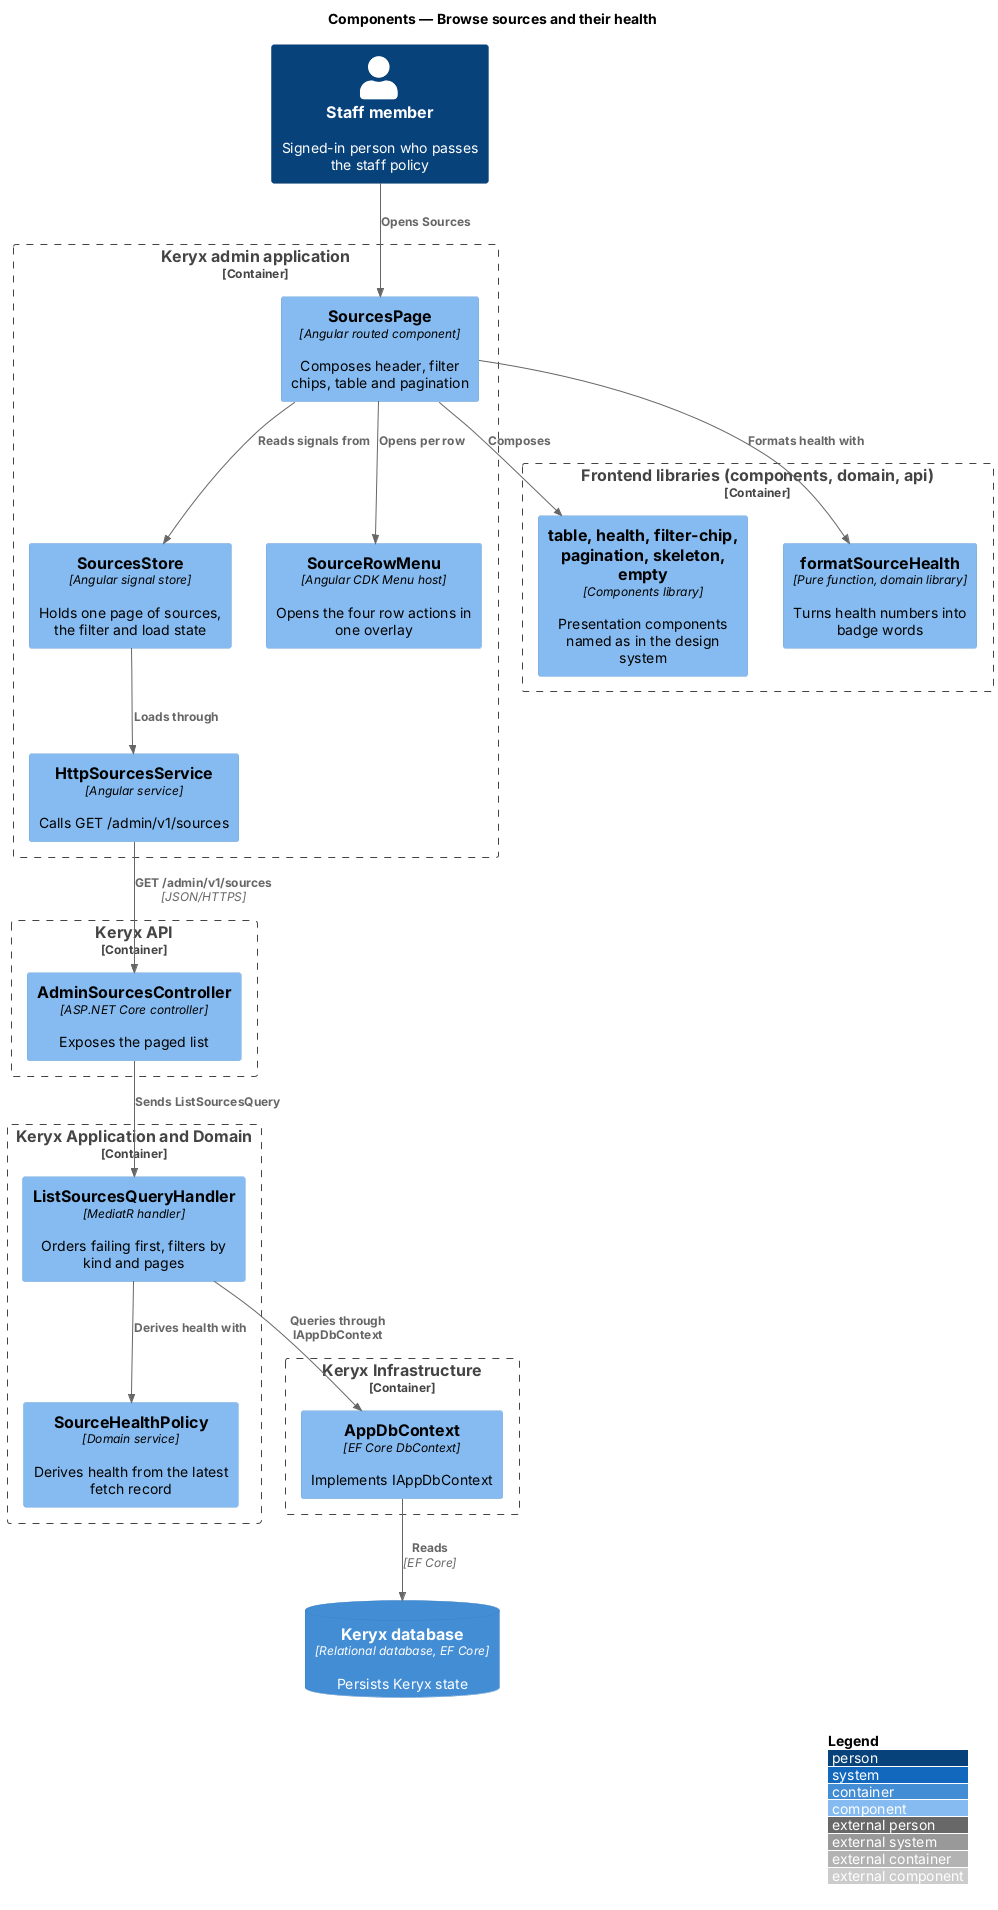 Components — Browse sources and their health
Staff member
Signed-in person who passes
the staff policy
Opens Sources
Keryx admin application
[Container]
SourcesPage
[Angular routed component]
Composes header, filter
chips, table and pagination
Reads signals from
Opens per row
Composes
Formats health with
Frontend libraries (components, domain, api)
[Container]
SourcesStore
[Angular signal store]
Holds one page of sources,
the filter and load state
SourceRowMenu
[Angular CDK Menu host]
Opens the four row actions in
one overlay
table, health, filter-chip,
pagination, skeleton,
empty
[Components library]
Presentation components
named as in the design
system
formatSourceHealth
[Pure function, domain library]
Turns health numbers into
badge words
Loads through
HttpSourcesService
[Angular service]
Calls GET /admin/v1/sources
GET /admin/v1/sources
[JSON/HTTPS]
Keryx API
[Container]
AdminSourcesController
[ASP.NET Core controller]
Exposes the paged list
Sends ListSourcesQuery
Keryx Application and Domain
[Container]
ListSourcesQueryHandler
[MediatR handler]
Orders failing first, filters by
kind and pages
Derives health with
Queries through
IAppDbContext
Keryx Infrastructure
[Container]
SourceHealthPolicy
[Domain service]
Derives health from the latest
fetch record
AppDbContext
[EF Core DbContext]
Implements IAppDbContext
Reads
[EF Core]
Keryx database
[Relational database, EF Core]
Persists Keryx state
Legend
person
system
container
component
external person
external system
external container
external component